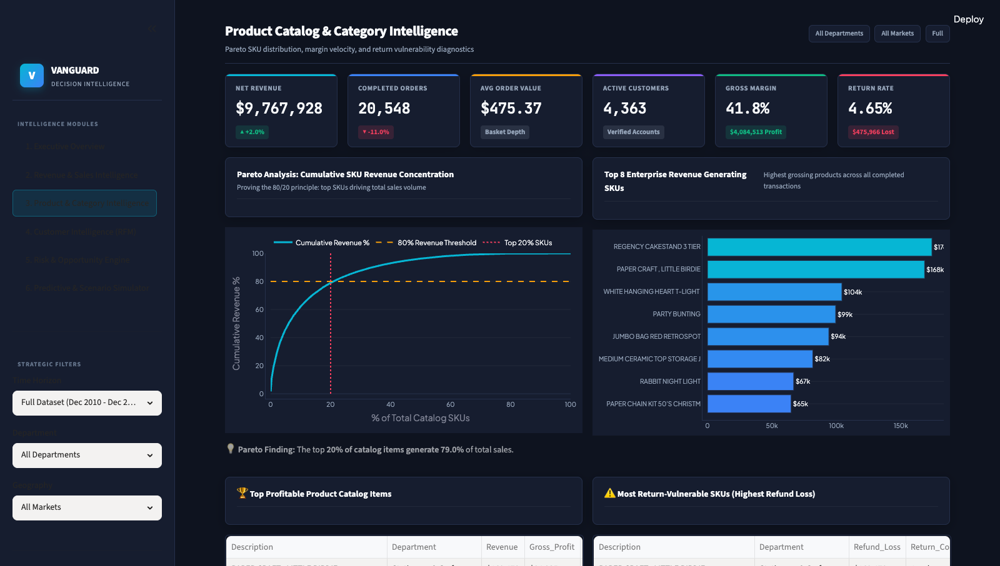 Deploy
VANGUARD
DECISION INTELLIGENCE
INTELLIGENCE MODULES
1. Executive Overview
2. Revenue & Sales Intelligence
3. Product & Category Intelligence
4. Customer Intelligence (RFM)
5. Risk & Opportunity Engine
6. Predictive & Scenario Simulator
STRATEGIC FILTERS
Time Horizon
Full Dataset (Dec 2010 - Dec 2...
Department
All Departments
Geography
All Markets
Product Catalog & Category Intelligence
Pareto SKU distribution, margin velocity, and return vulnerability diagnostics
All Departments
All Markets
Full
NET REVENUE
$9,767,928
▲ +2.0%
COMPLETED ORDERS
20,548
▼ -11.0%
AVG ORDER VALUE
$475.37
Basket Depth
ACTIVE CUSTOMERS
4,363
Verified Accounts
GROSS MARGIN
41.8%
$4,084,513 Profit
RETURN RATE
4.65%
$475,966 Lost
Pareto Analysis: Cumulative SKU Revenue Concentration
Proving the 80/20 principle: top SKUs driving total sales volume
Cumulative Revenue %
80% Revenue Threshold
Top 20% SKUs
Cumulative Revenue %
100
80
60
40
20
0
0 20 40 60 80 100
% of Total Catalog SKUs
Pareto Finding: The top 20% of catalog items generate 79.0% of total sales.
Top 8 Enterprise Revenue Generating
SKUs
Highest grossing products across all completed
transactions
REGENCY CAKESTAND 3 TIER $17
PAPER CRAFT , LITTLE BIRDIE $168k
WHITE HANGING HEART T-LIGHT $104k
PARTY BUNTING $99k
JUMBO BAG RED RETROSPOT $94k
MEDIUM CERAMIC TOP STORAGE J $82k
RABBIT NIGHT LIGHT $67k
PAPER CHAIN KIT 50'S CHRISTM $65k
0 50k 100k 150k
🏆 Top Profitable Product Catalog Items
Description Department Revenue Gross_Profit
⚠️ Most Return-Vulnerable SKUs (Highest Refund Loss)
Description Department Refund_Loss Return_Co